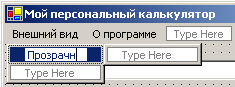 Мой персональный калькулятор
Внешний вид О программе Type Here
Прозрачн Type Here
Type Here